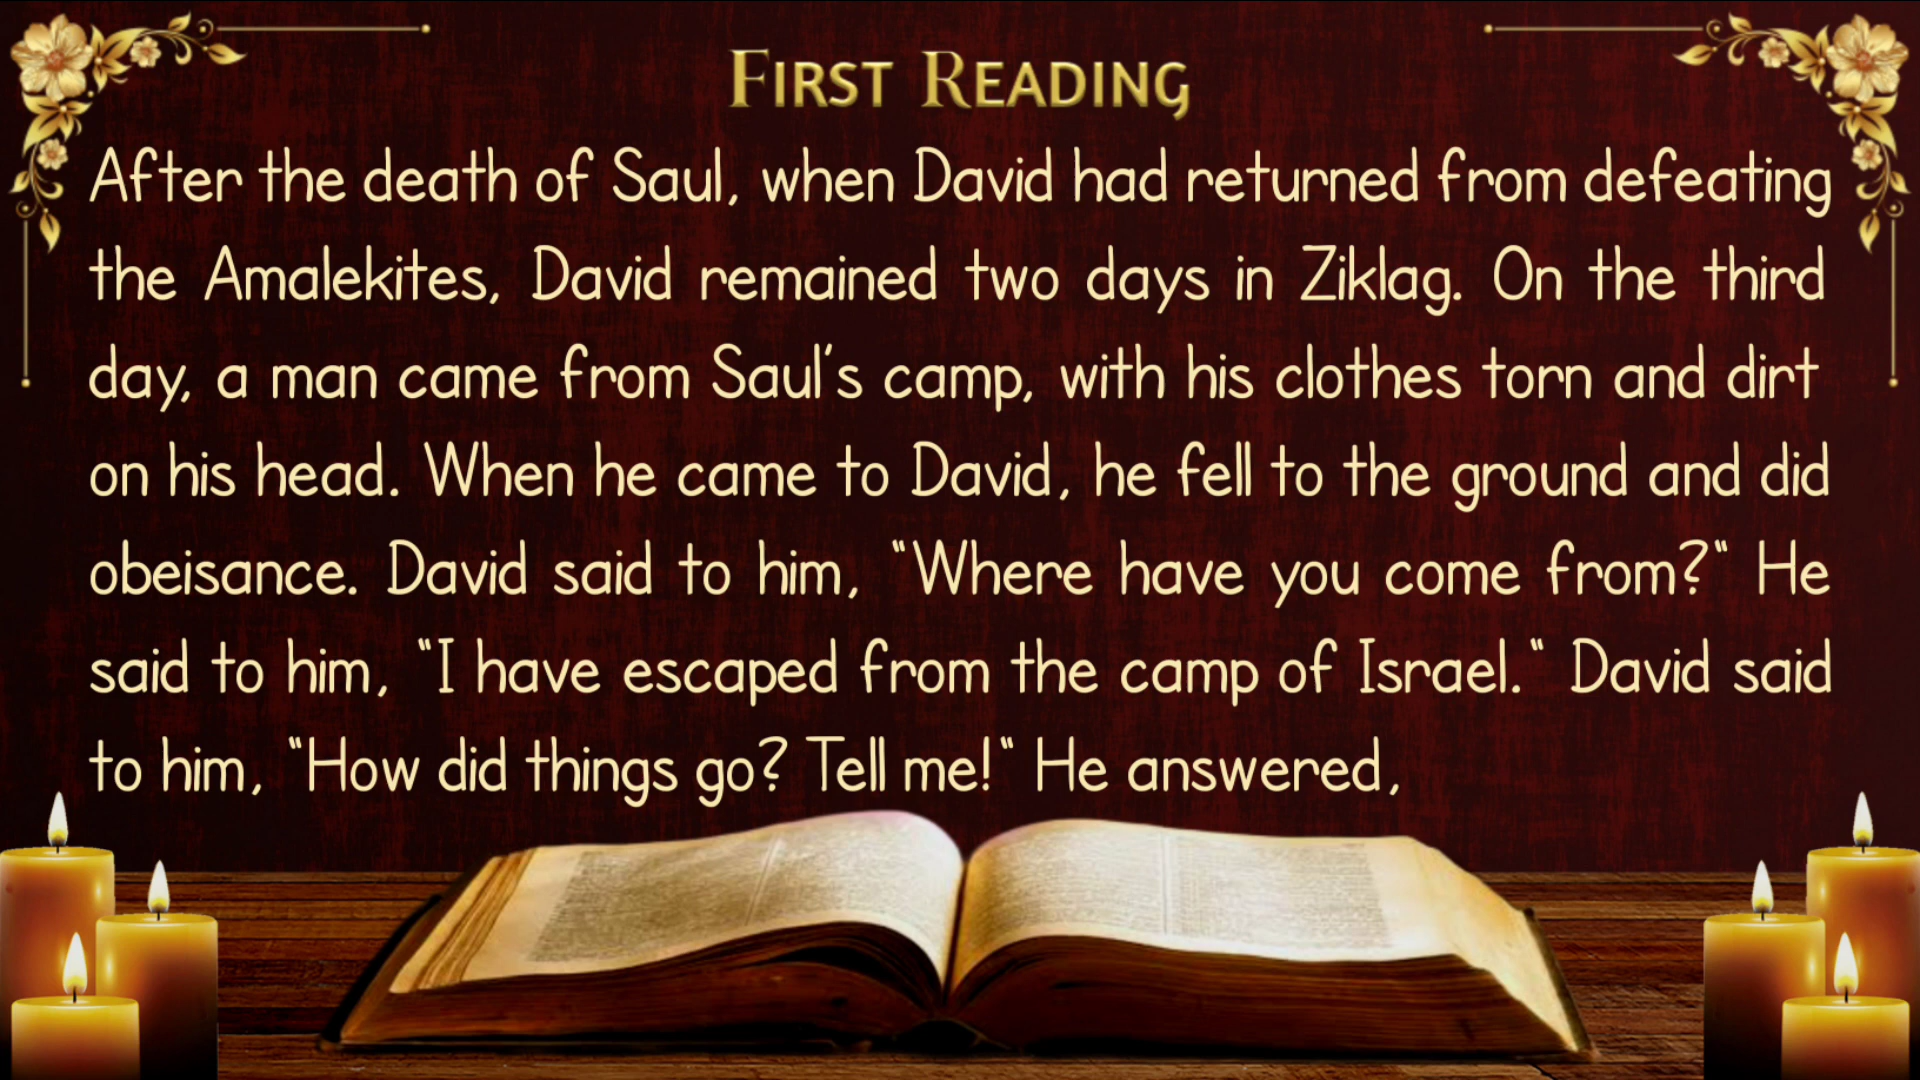 First Reading
After the death of Saul, when David had returned from defeating
the Amalekites, David remained two days in Ziklag. On the third
day, a man came from Saul's camp, with his clothes torn and dirt
on his head. When he came to David, he fell to the ground and did
obeisance. David said to him, "Where have you come from?" He
said to him, "I have escaped from the camp of Israel." David said
to him, "How did things go? Tell me!" He answered,